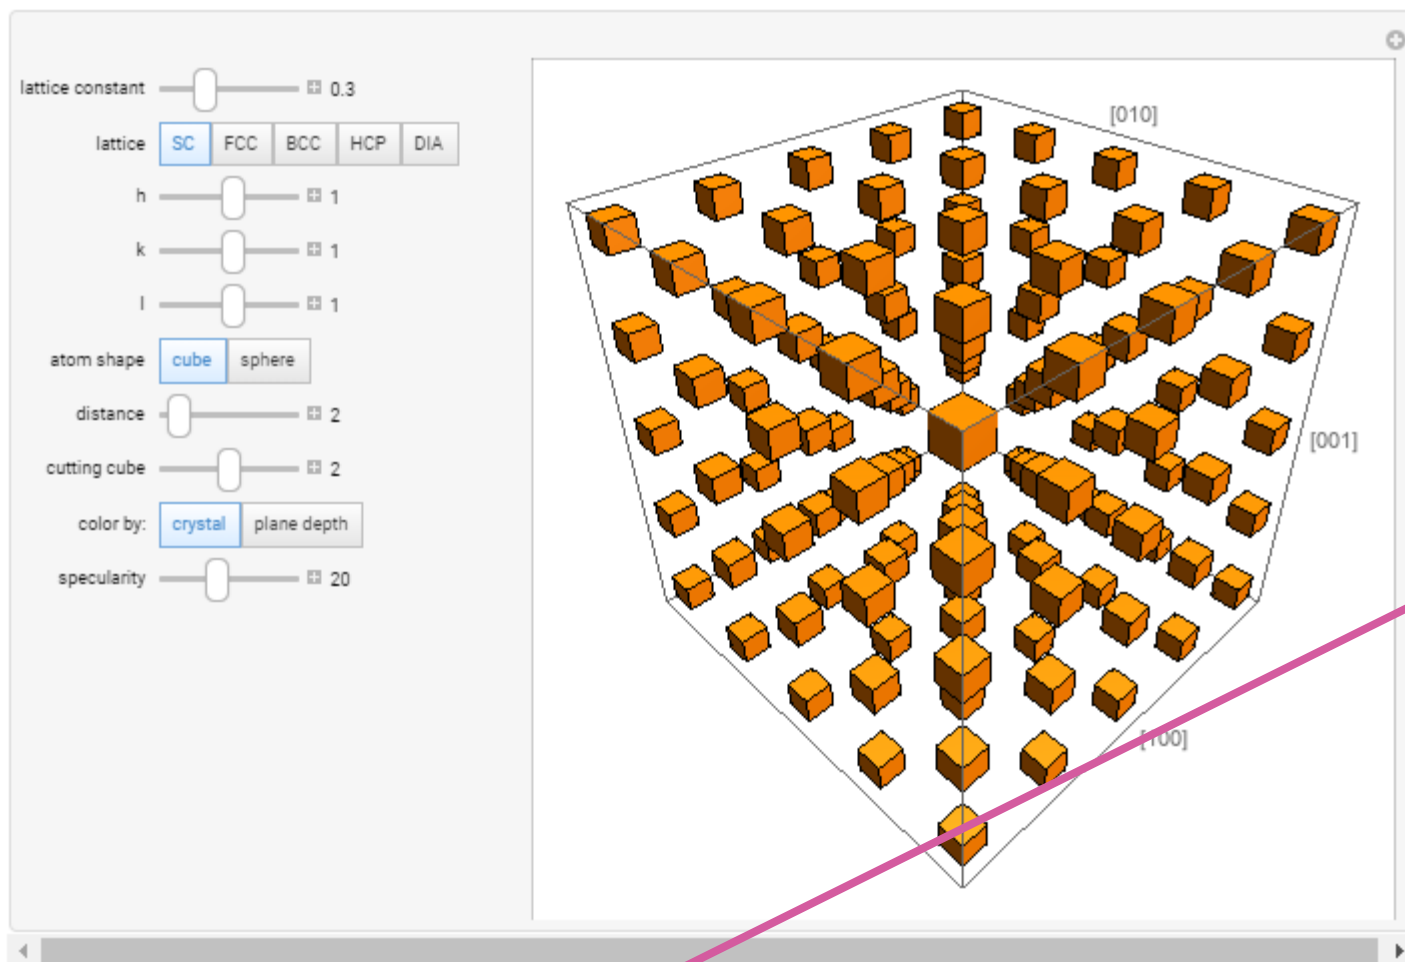 lattice constant 0.3
lattice SC FCC BCC HCP DIA
h 1
k 1
l 1
atom shape cube sphere
distance 2
cutting cube 2
color by: crystal plane depth
specularity 20
[010]
[001]
[100]